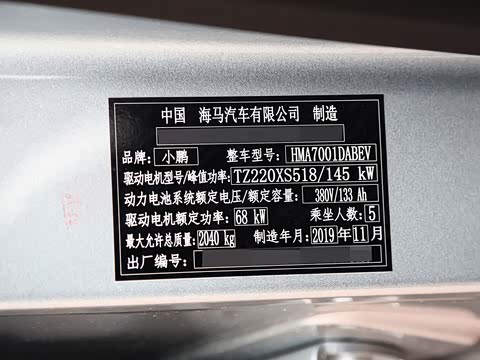 中国 海马汽车有限公司 制造
品牌: 小鹏 整车型号: HMA7001DABEV
驱动电机型号/峰值功率: TZ220XS518/145 kW
动力电池系统额定电压/额定容量: 380V/133 Ah
驱动电机额定功率: 68 kW 乘坐人数: 5
最大允许总质量: 2040 kg 制造年月: 2019 年 11 月
出厂编号: